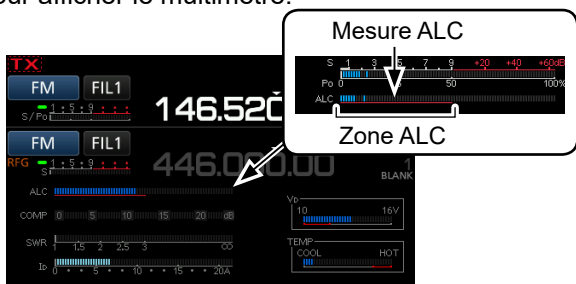 our afficher le multimètre.
Mesure ALC
S 1 3 5 7 9 +20 +40 +60dB
Po 0 50 100%
ALC
Zone ALC
TX
FM FIL1
S/Po 1 5 9
146.520
FM FIL1
RFG S 1 5 9
446.000.00 1
BLANK
ALC
COMP 0 5 10 15 20 dB
SWR 1 1.5 2 2.5 3 ∞
ID 0 5 10 15 20A
VD
10 16V
TEMP
COOL HOT